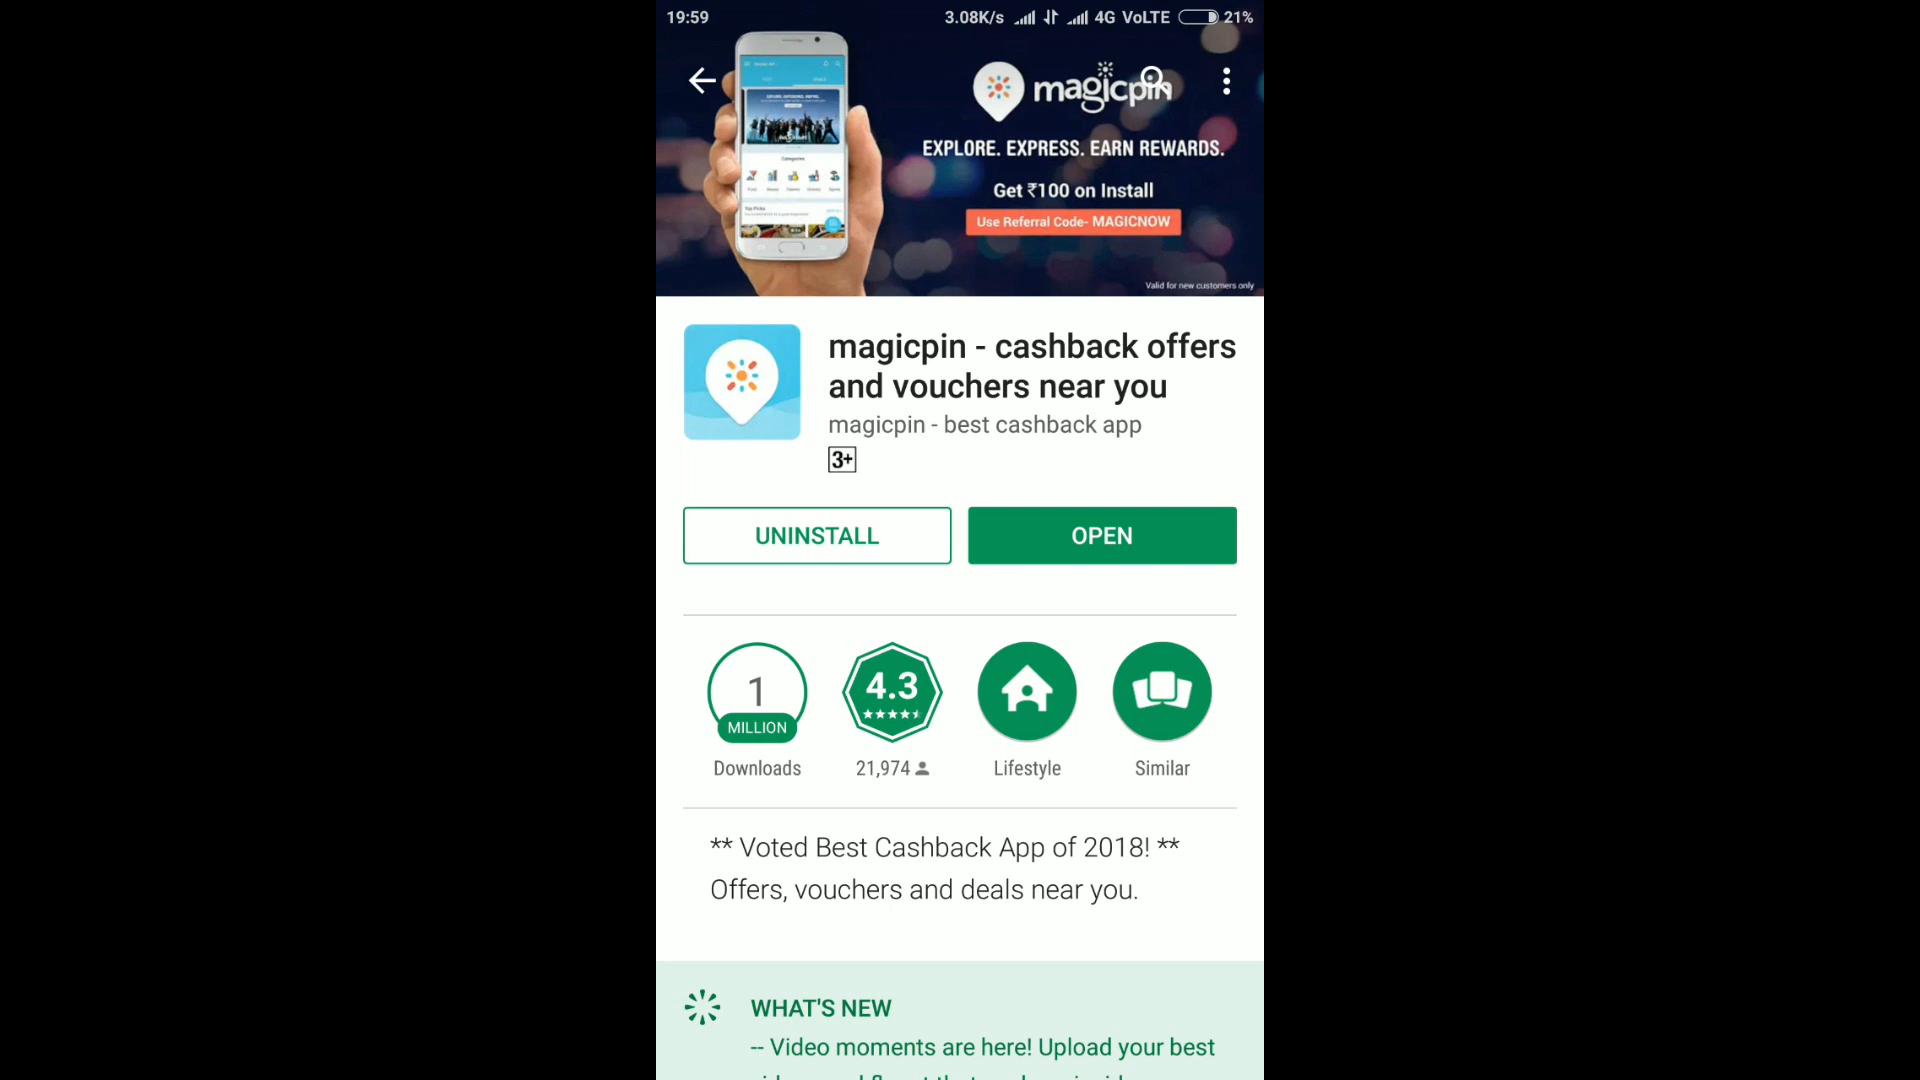 19:59 3.08K/s 4G VoLTE 21%
magicpin
EXPLORE. EXPRESS. EARN REWARDS.
Get ₹100 on Install
Use Referral Code- MAGICNOW
Valid for new customers only
Categories
Top Picks
magicpin - cashback offers
and vouchers near you
magicpin - best cashback app
3+
UNINSTALL OPEN
1 4.3
MILLION
Downloads 21,974 Lifestyle Similar
** Voted Best Cashback App of 2018! **
Offers, vouchers and deals near you.
WHAT'S NEW
-- Video moments are here! Upload your best